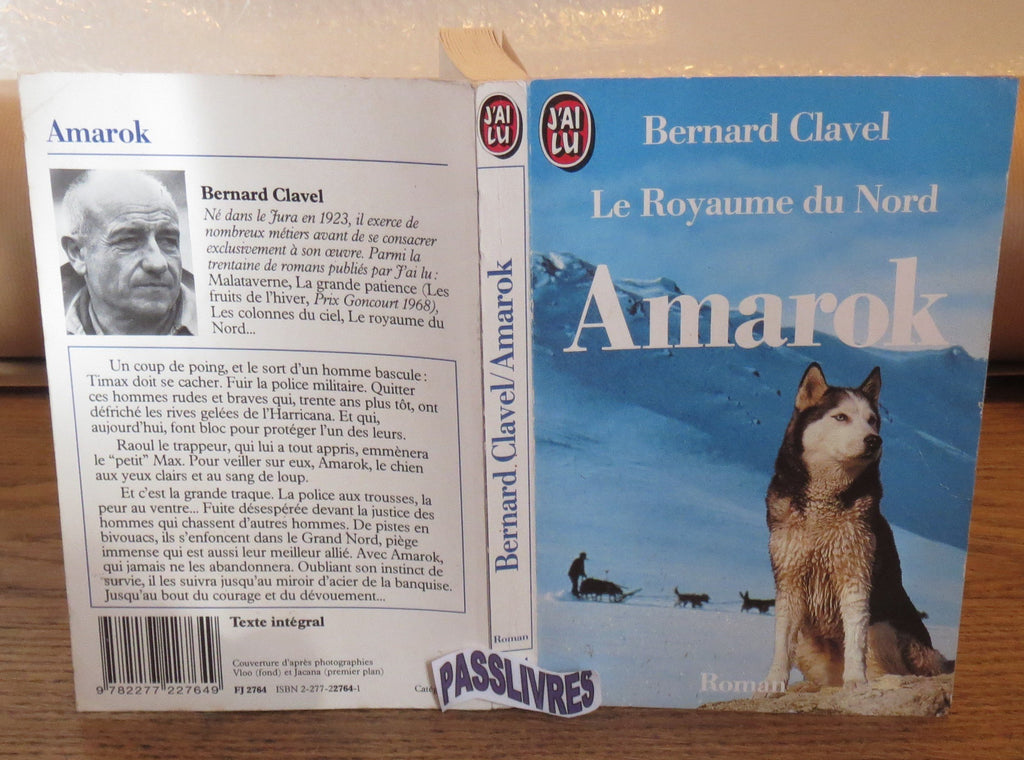 Amarok
Bernard Clavel
Né dans le Jura en 1923, il exerce de
nombreux métiers avant de se consacrer
exclusivement à son œuvre. Parmi la
trentaine de romans publiés par J'ai lu :
Malataverne, La grande patience (Les
fruits de l'hiver, Prix Goncourt 1968),
Les colonnes du ciel, Le royaume du
Nord...
Un coup de poing, et le sort d'un homme bascule :
Timax doit se cacher. Fuir la police militaire. Quitter
ces hommes rudes et braves qui, trente ans plus tôt, ont
défriché les rives gelées de l'Harricana. Et qui,
aujourd'hui, font bloc pour protéger l'un des leurs.
Raoul le trappeur, qui lui a tout appris, emmènera
le "petit" Max. Pour veiller sur eux, Amarok, le chien
aux yeux clairs et au sang de loup.
Et c'est la grande traque. La police aux trousses, la
peur au ventre... Fuite désespérée devant la justice des
hommes qui chassent d'autres hommes. De pistes en
bivouacs, ils s'enfoncent dans le Grand Nord, piège
immense qui est aussi leur meilleur allié. Avec Amarok,
qui jamais ne les abandonnera. Oubliant son instinct de
survie, il les suivra jusqu'au miroir d'acier de la banquise.
Jusqu'au bout du courage et du dévouement...
Texte intégral
Couverture d'après photographies
Vloo (fond) et Jacana (premier plan)
9 782277 227649
FJ 2764 ISBN 2-277-22764-1
J'AI
LU
Bernard Clavel/Amarok
Roman
PASSLIVRES
J'AI
LU
Bernard Clavel
Le Royaume du Nord
Amarok
Roman